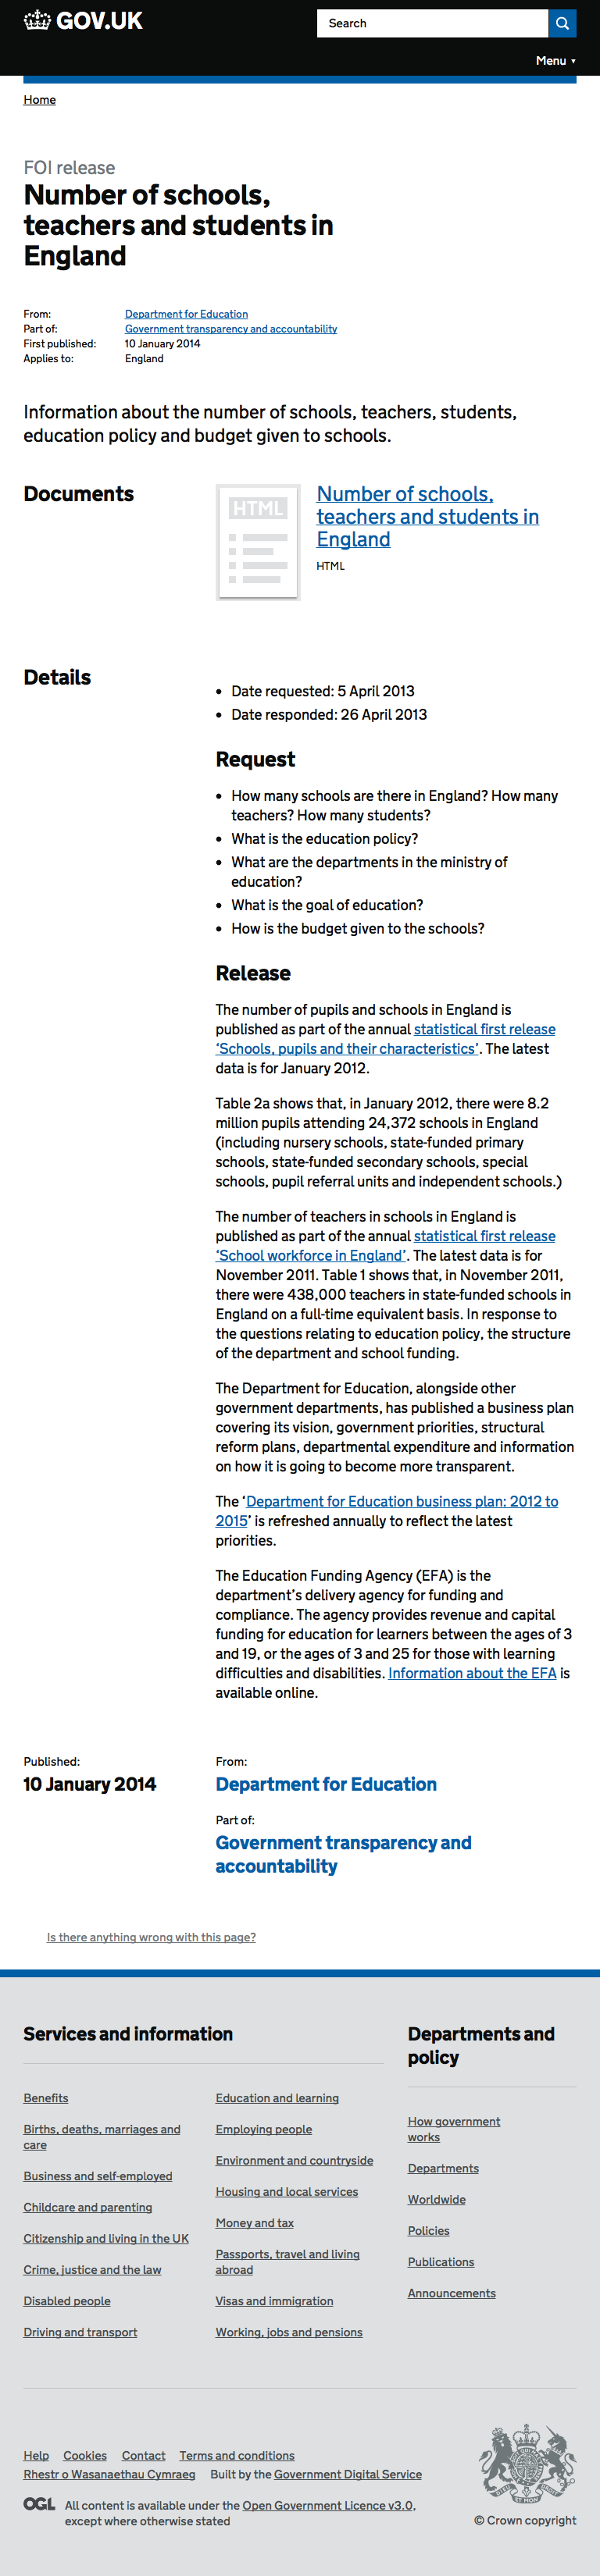 GOV.UK
Search
Menu ▾
Home
FOI release
Number of schools,
teachers and students in
England
From: Department for Education
Part of: Government transparency and accountability
First published: 10 January 2014
Applies to: England
Information about the number of schools, teachers, students,
education policy and budget given to schools.
Documents
HTML
Number of schools,
teachers and students in
England
HTML
Details
• Date requested: 5 April 2013
• Date responded: 26 April 2013
Request
• How many schools are there in England? How many
teachers? How many students?
• What is the education policy?
• What are the departments in the ministry of
education?
• What is the goal of education?
• How is the budget given to the schools?
Release
The number of pupils and schools in England is
published as part of the annual statistical first release
‘Schools, pupils and their characteristics’. The latest
data is for January 2012.
Table 2a shows that, in January 2012, there were 8.2
million pupils attending 24,372 schools in England
(including nursery schools, state-funded primary
schools, state-funded secondary schools, special
schools, pupil referral units and independent schools.)
The number of teachers in schools in England is
published as part of the annual statistical first release
‘School workforce in England’. The latest data is for
November 2011. Table 1 shows that, in November 2011,
there were 438,000 teachers in state-funded schools in
England on a full-time equivalent basis. In response to
the questions relating to education policy, the structure
of the department and school funding.
The Department for Education, alongside other
government departments, has published a business plan
covering its vision, government priorities, structural
reform plans, departmental expenditure and information
on how it is going to become more transparent.
The ‘Department for Education business plan: 2012 to
2015’ is refreshed annually to reflect the latest
priorities.
The Education Funding Agency (EFA) is the
department’s delivery agency for funding and
compliance. The agency provides revenue and capital
funding for education for learners between the ages of 3
and 19, or the ages of 3 and 25 for those with learning
difficulties and disabilities. Information about the EFA is
available online.
Published:
10 January 2014
From:
Department for Education
Part of:
Government transparency and
accountability
Is there anything wrong with this page?
Services and information
Benefits
Births, deaths, marriages and
care
Business and self-employed
Childcare and parenting
Citizenship and living in the UK
Crime, justice and the law
Disabled people
Driving and transport
Education and learning
Employing people
Environment and countryside
Housing and local services
Money and tax
Passports, travel and living
abroad
Visas and immigration
Working, jobs and pensions
Departments and
policy
How government
works
Departments
Worldwide
Policies
Publications
Announcements
Help Cookies Contact Terms and conditions
Rhestr o Wasanaethau Cymraeg Built by the Government Digital Service
OGL All content is available under the Open Government Licence v3.0,
except where otherwise stated
© Crown copyright